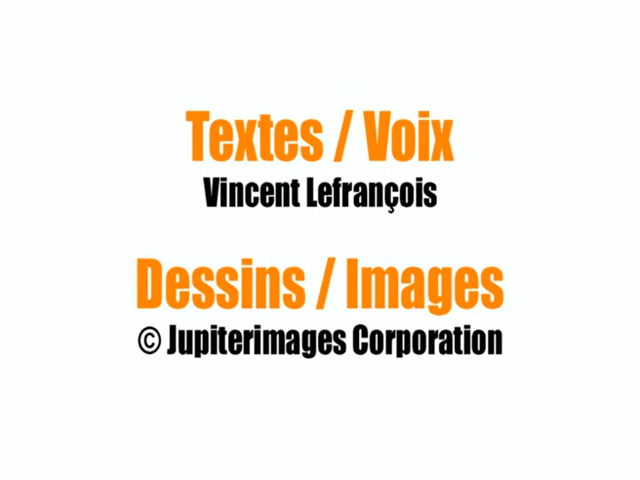 Textes / Voix
Vincent Lefrançois
Dessins / Images
© Jupiterimages Corporation